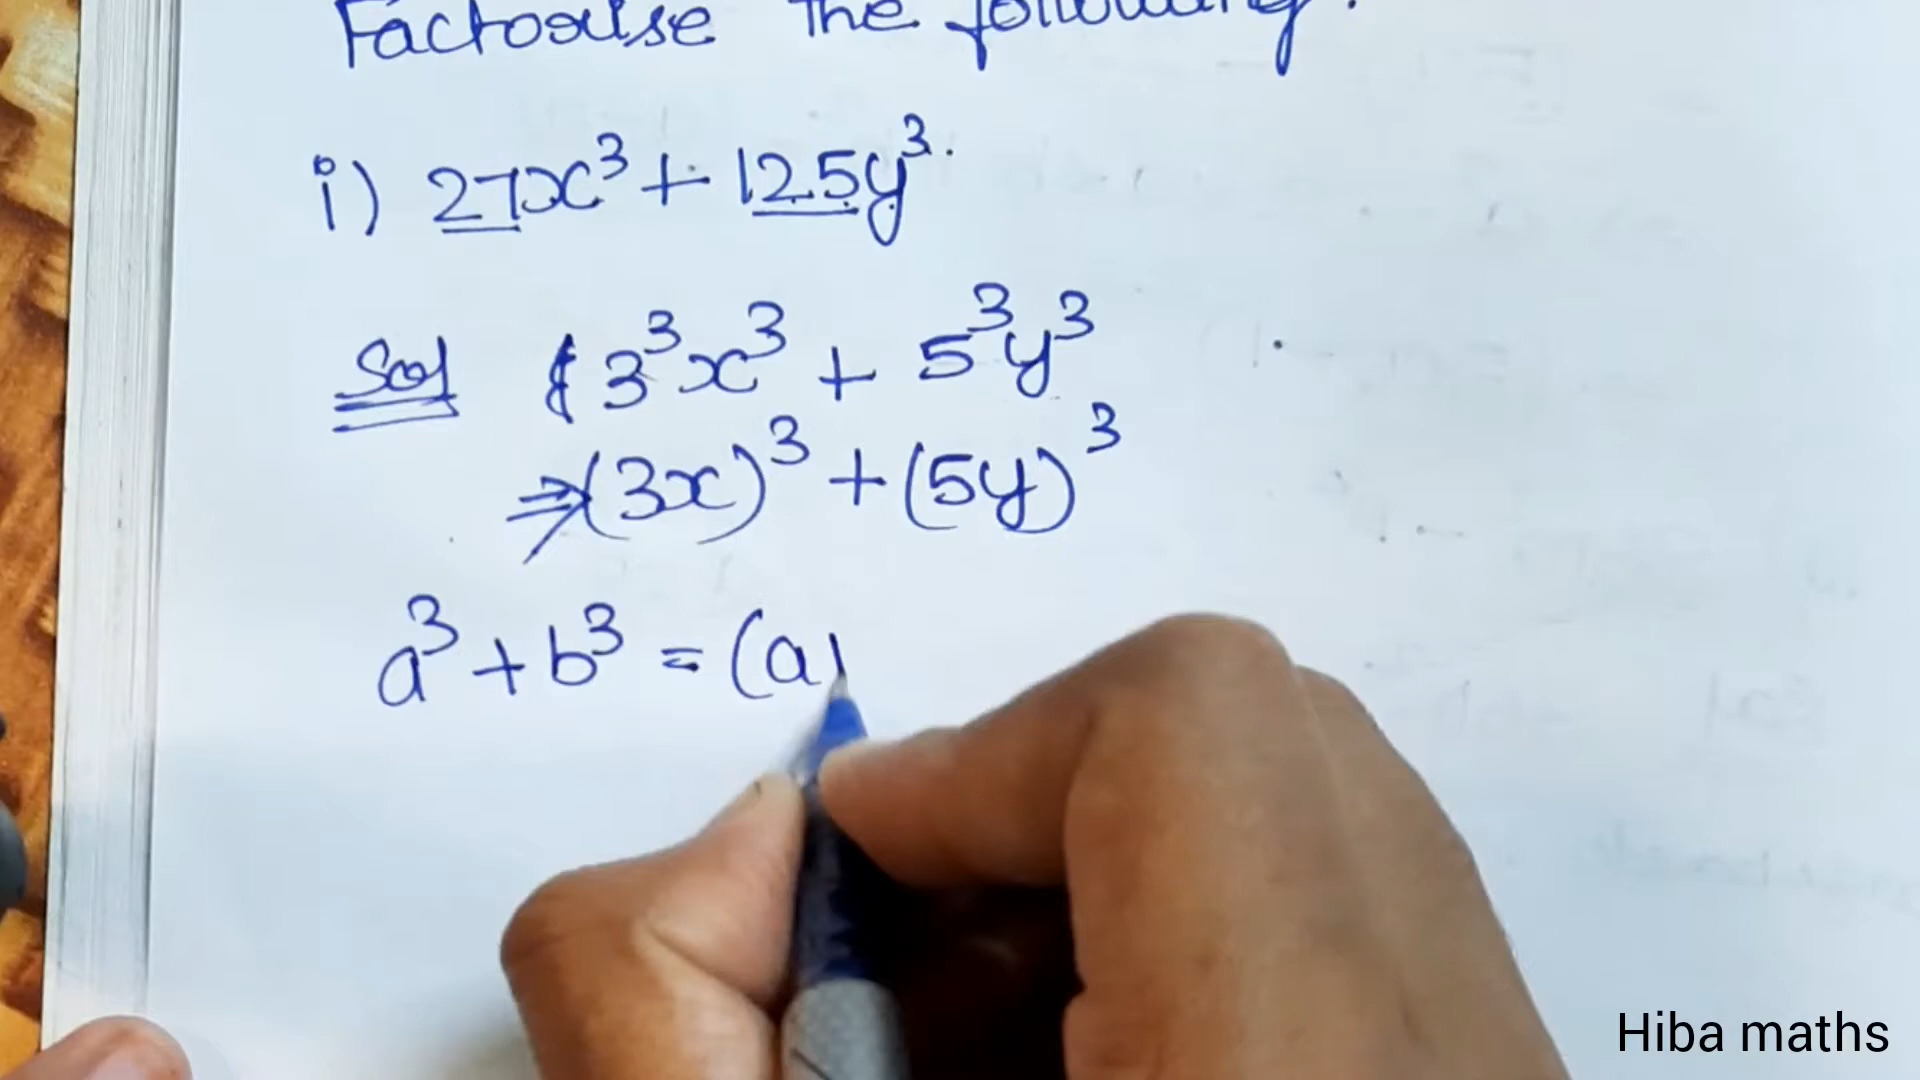 Factorise The following.
i) 27x³ + 125y³.
Sol 3³x³ + 5³y³
⇒(3x)³ + (5y)³
a³ + b³ = (a
Hiba maths